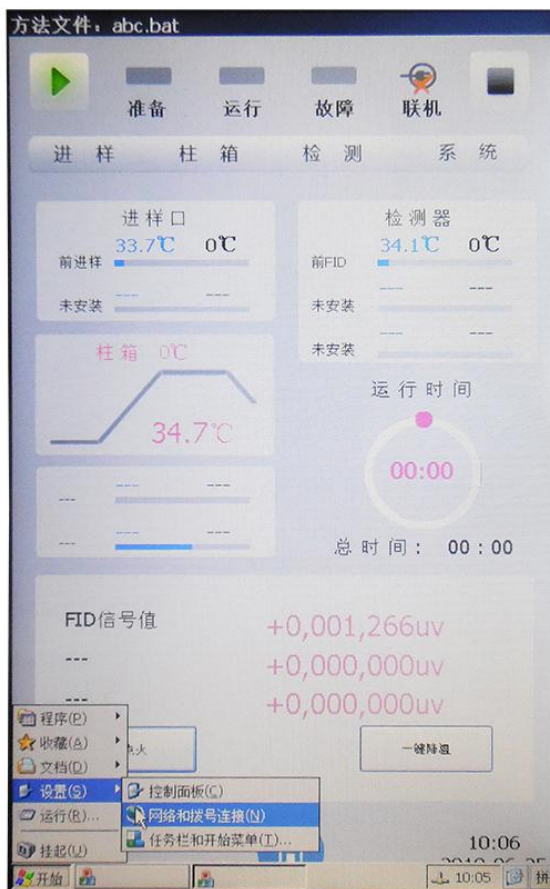 方法文件：abc.bat
准备 运行 故障 联机
进 样 柱 箱 检 测 系 统
进样口
33.7℃ 0℃
前进样
--- ---
未安装
检测器
34.1℃ 0℃
前FID
--- ---
未安装
--- ---
未安装
柱箱 0℃
34.7℃
运行时间
00:00
--- --- ---
--- --- ---
总时间： 00：00
FID信号值 +0,001,266uv
--- +0,000,000uv
--- +0,000,000uv
火
一键降温
程序(P)
收藏(A)
文档(D)
设置(S)
运行(R)...
挂起(U)
控制面板(C)
网络和拨号连接(N)
任务栏和开始菜单(T)...
10:06
开始
10:05
拼